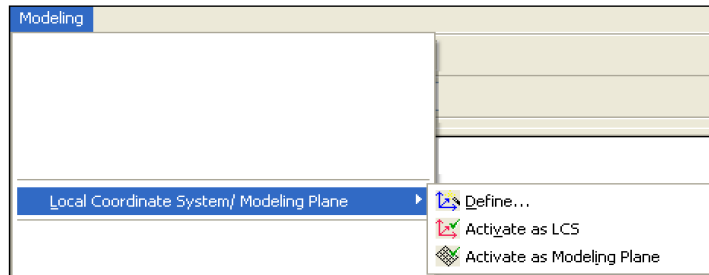 Modeling
Local Coordinate System/ Modeling Plane
Define...
Activate as LCS
Activate as Modeling Plane